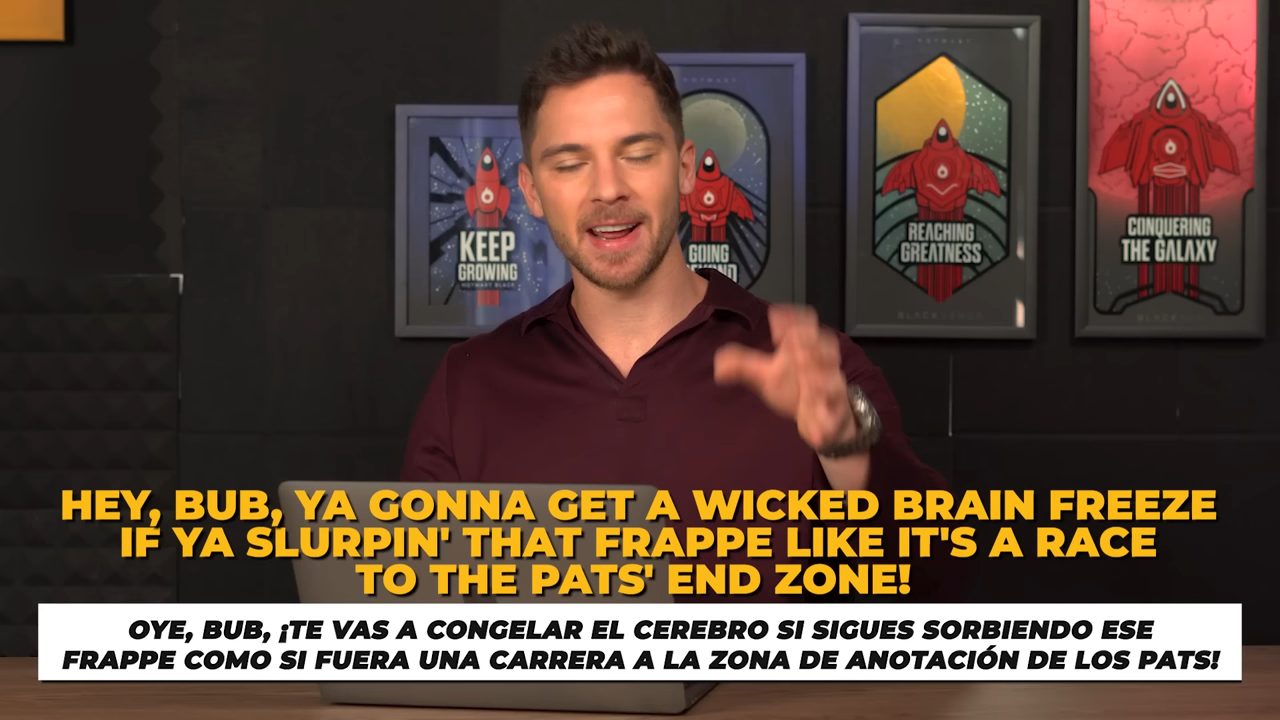 KEEP
GROWING
HOTMART BLACK
GOING
REACHING
GREATNESS
CONQUERING
THE GALAXY
HEY, BUB, YA GONNA GET A WICKED BRAIN FREEZE
IF YA SLURPIN' THAT FRAPPE LIKE IT'S A RACE
TO THE PATS' END ZONE!
OYE, BUB, ¡TE VAS A CONGELAR EL CEREBRO SI SIGUES SORBIENDO ESE
FRAPPE COMO SI FUERA UNA CARRERA A LA ZONA DE ANOTACIÓN DE LOS PATS!